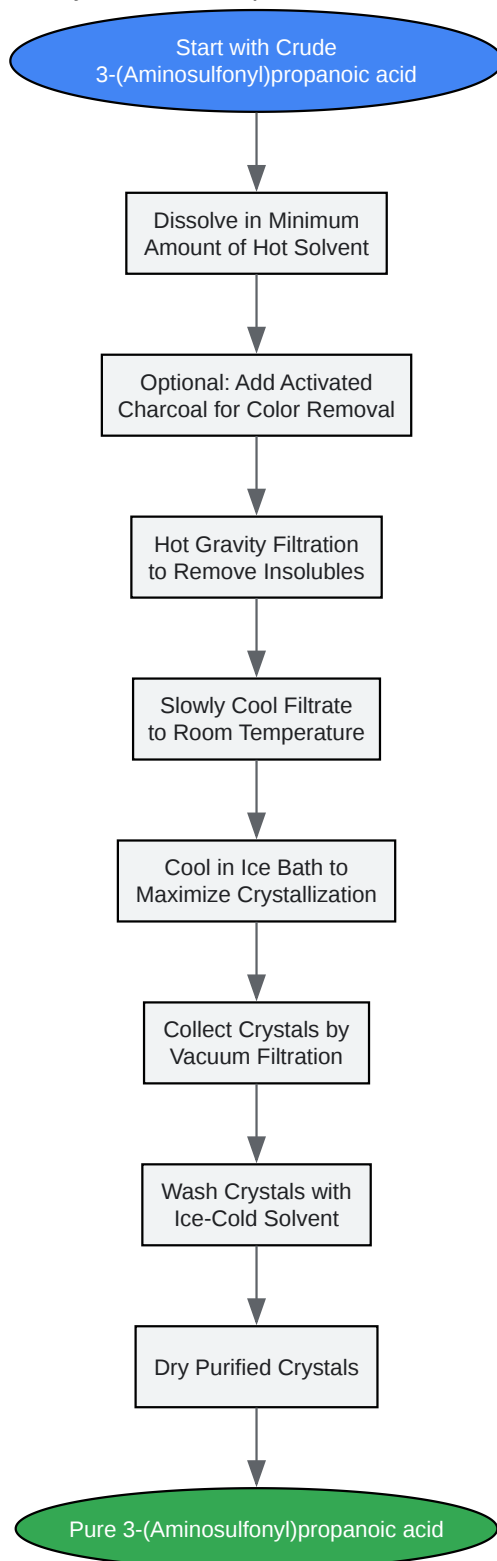 Start with Crude
3-(Aminosulfonyl)propanoic acid
Dissolve in Minimum
Amount of Hot Solvent
Optional: Add Activated
Charcoal for Color Removal
Hot Gravity Filtration
to Remove Insolubles
Slowly Cool Filtrate
to Room Temperature
Cool in Ice Bath to
Maximize Crystallization
Collect Crystals by
Vacuum Filtration
Wash Crystals with
Ice-Cold Solvent
Dry Purified Crystals
Pure 3-(Aminosulfonyl)propanoic acid